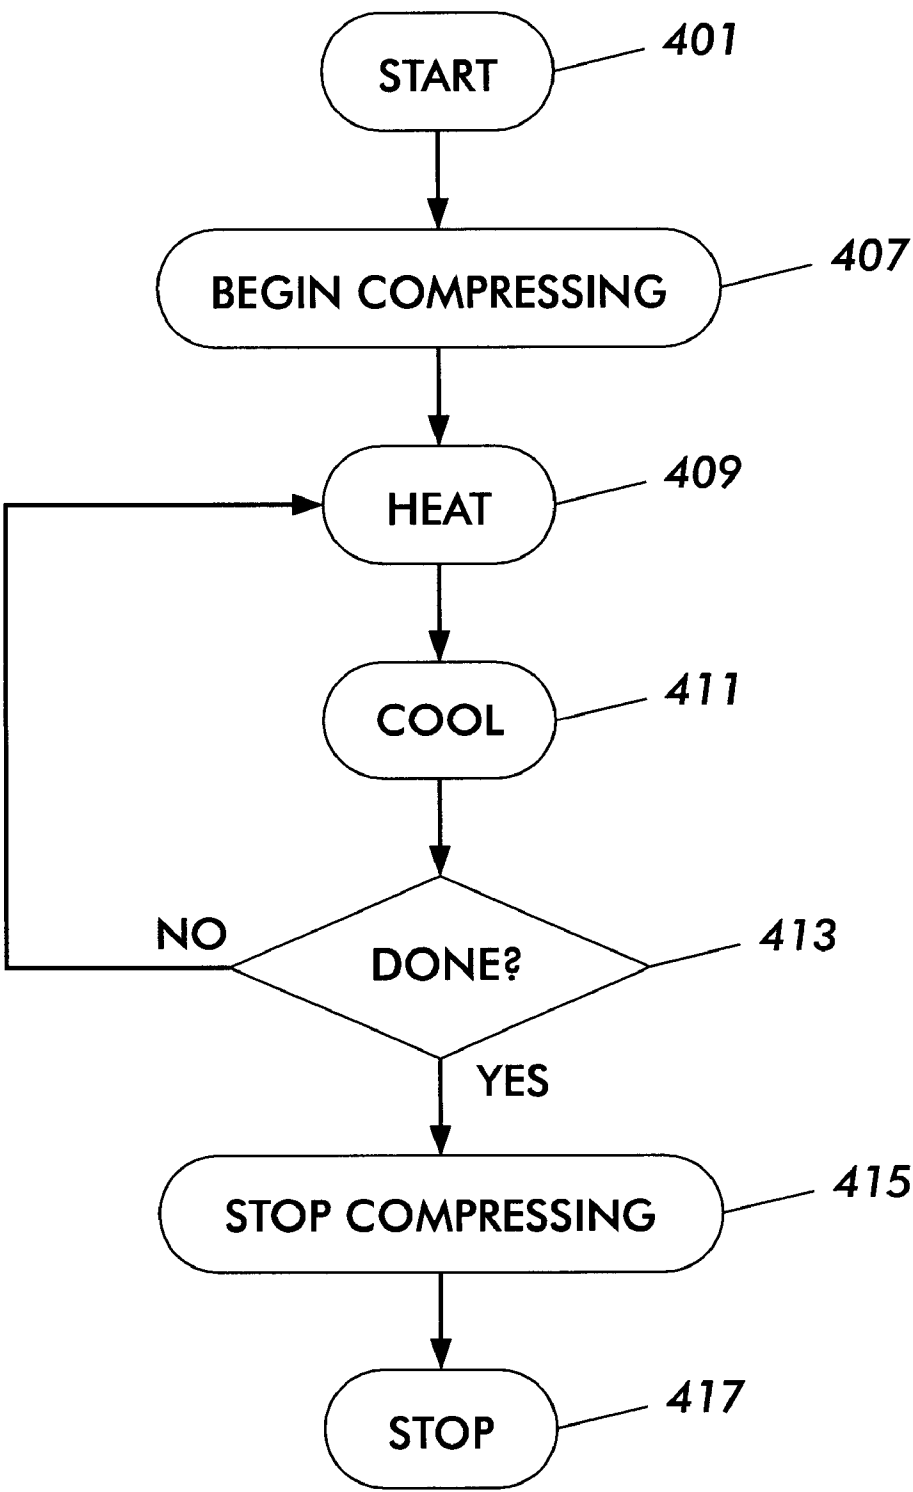 START
401
BEGIN COMPRESSING
407
HEAT
409
COOL
411
DONE?
413
NO
YES
STOP COMPRESSING
415
STOP
417